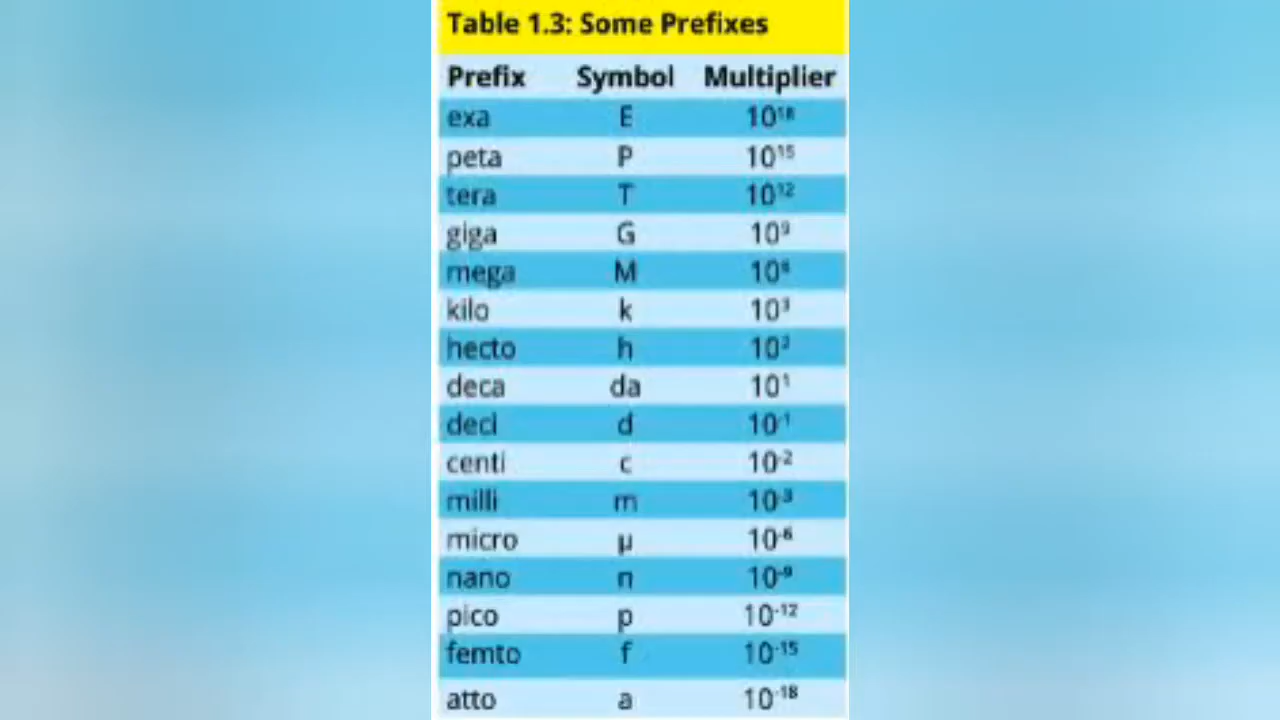 Table 1.3: Some Prefixes
Prefix Symbol Multiplier
exa E 10¹⁸
peta P 10¹⁵
tera T 10¹²
giga G 10⁹
mega M 10⁶
kilo k 10³
hecto h 10²
deca da 10¹
deci d 10⁻¹
centi c 10⁻²
milli m 10⁻³
micro μ 10⁻⁶
nano n 10⁻⁹
pico p 10⁻¹²
femto f 10⁻¹⁵
atto a 10⁻¹⁸